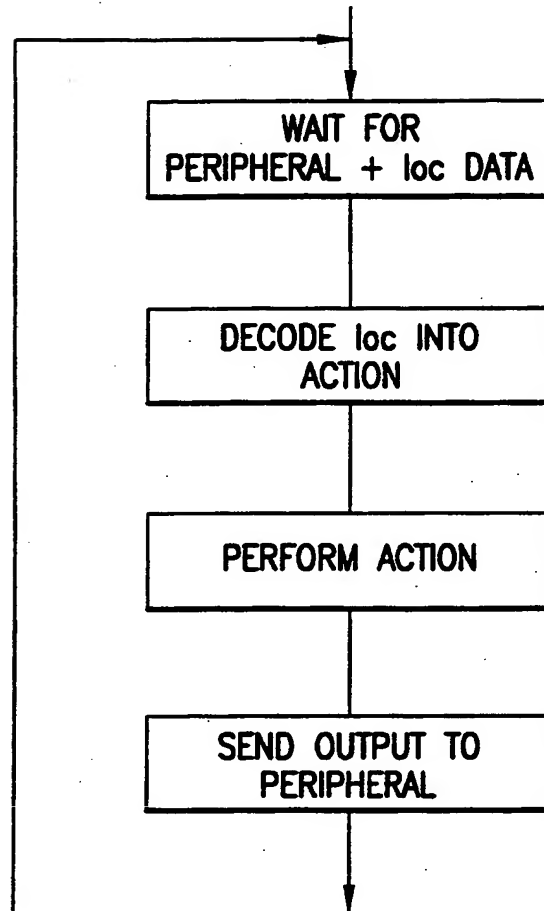 WAIT FOR
PERIPHERAL + loc DATA
DECODE loc INTO
ACTION
PERFORM ACTION
SEND OUTPUT TO
PERIPHERAL